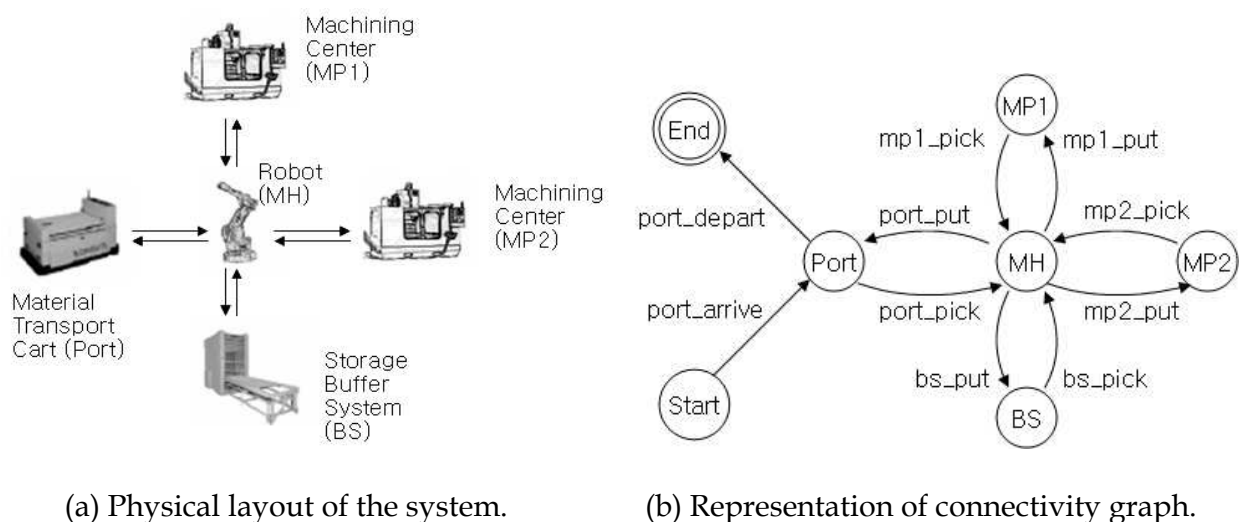 Machining
Center
(MP1)
Robot
(MH)
Machining
Center
(MP2)
Material
Transport
Cart (Port)
Storage
Buffer
System
(BS)
(a) Physical layout of the system.
End
MP1
mp1_pick
mp1_put
port_depart
port_put
mp2_pick
Port
MH
MP2
port_arrive
port_pick
mp2_put
bs_put
bs_pick
Start
BS
(b) Representation of connectivity graph.